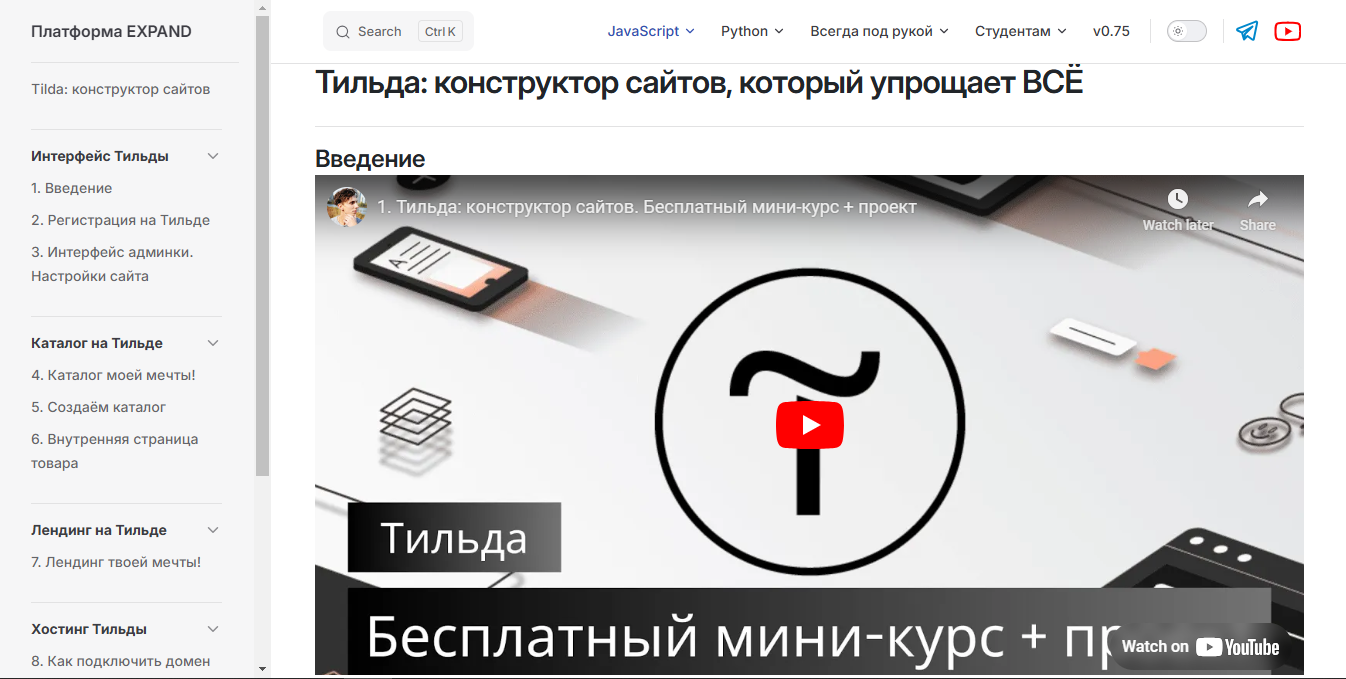 Платформа EXPAND
Search Ctrl K
JavaScript Python Всегда под рукой Студентам v0.75
Tilda: конструктор сайтов
Интерфейс Тильды
1. Введение
2. Регистрация на Тильде
3. Интерфейс админки.
Настройки сайта
Каталог на Тильде
4. Каталог моей мечты!
5. Создаём каталог
6. Внутренняя страница
товара
Лендинг на Тильде
7. Лендинг твоей мечты!
Хостинг Тильды
8. Как подключить домен
Тильда: конструктор сайтов, который упрощает ВСЁ
Введение
1. Тильда: конструктор сайтов. Бесплатный мини-курс + проект
Watch later Share
Тильда
Бесплатный мини-курс +
Watch on YouTube